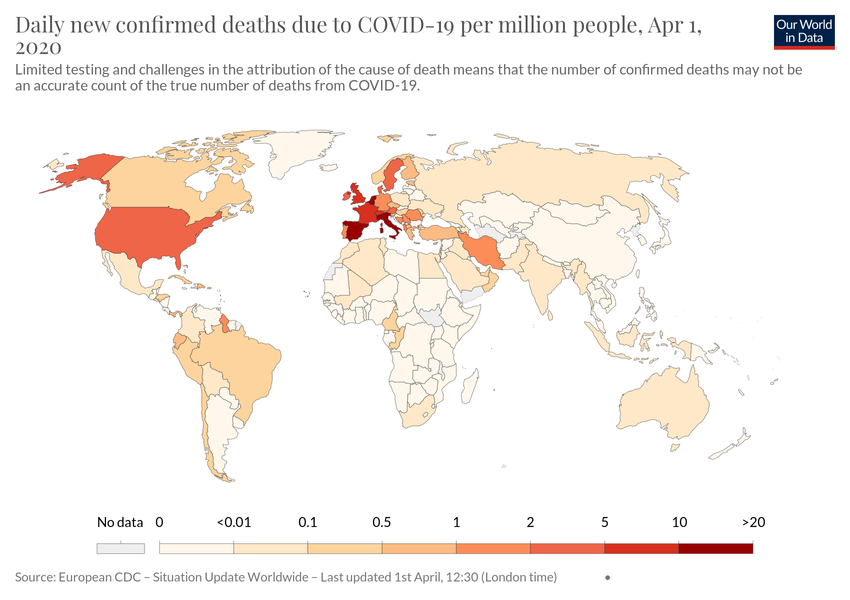 Daily new confirmed deaths due to COVID-19 per million people, Apr 1,
2020
Our World
in Data
Limited testing and challenges in the attribution of the cause of death means that the number of confirmed deaths may not be
an accurate count of the true number of deaths from COVID-19.
No data 0 <0.01 0.1 0.5 1 2 5 10 >20
Source: European CDC – Situation Update Worldwide – Last updated 1st April, 12:30 (London time) •